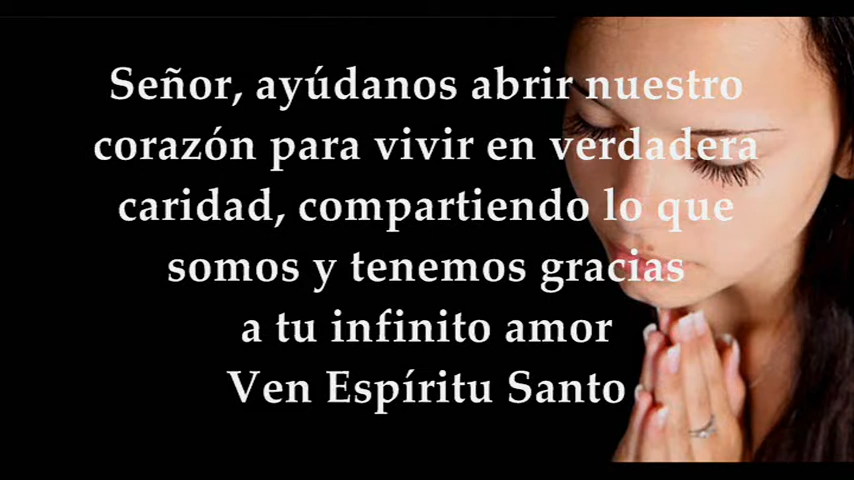 Señor, ayúdanos abrir nuestro
corazón para vivir en verdadera
caridad, compartiendo lo que
somos y tenemos gracias
a tu infinito amor
Ven Espíritu Santo